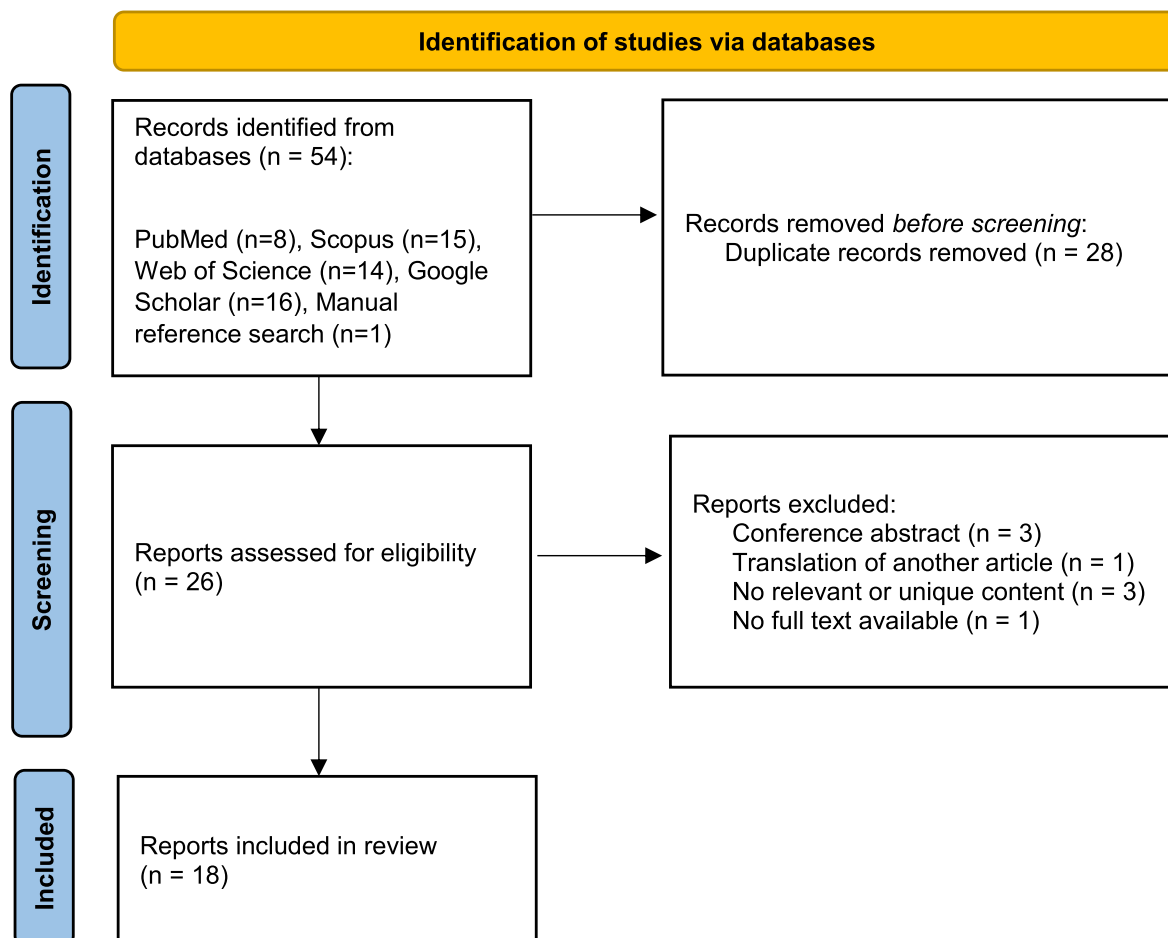 Identification of studies via databases
Identification
Records identified from
databases (n = 54):
PubMed (n=8), Scopus (n=15),
Web of Science (n=14), Google
Scholar (n=16), Manual
reference search (n=1)
Records removed before screening:
Duplicate records removed (n = 28)
Screening
Reports assessed for eligibility
(n = 26)
Reports excluded:
Conference abstract (n = 3)
Translation of another article (n = 1)
No relevant or unique content (n = 3)
No full text available (n = 1)
Included
Reports included in review
(n = 18)